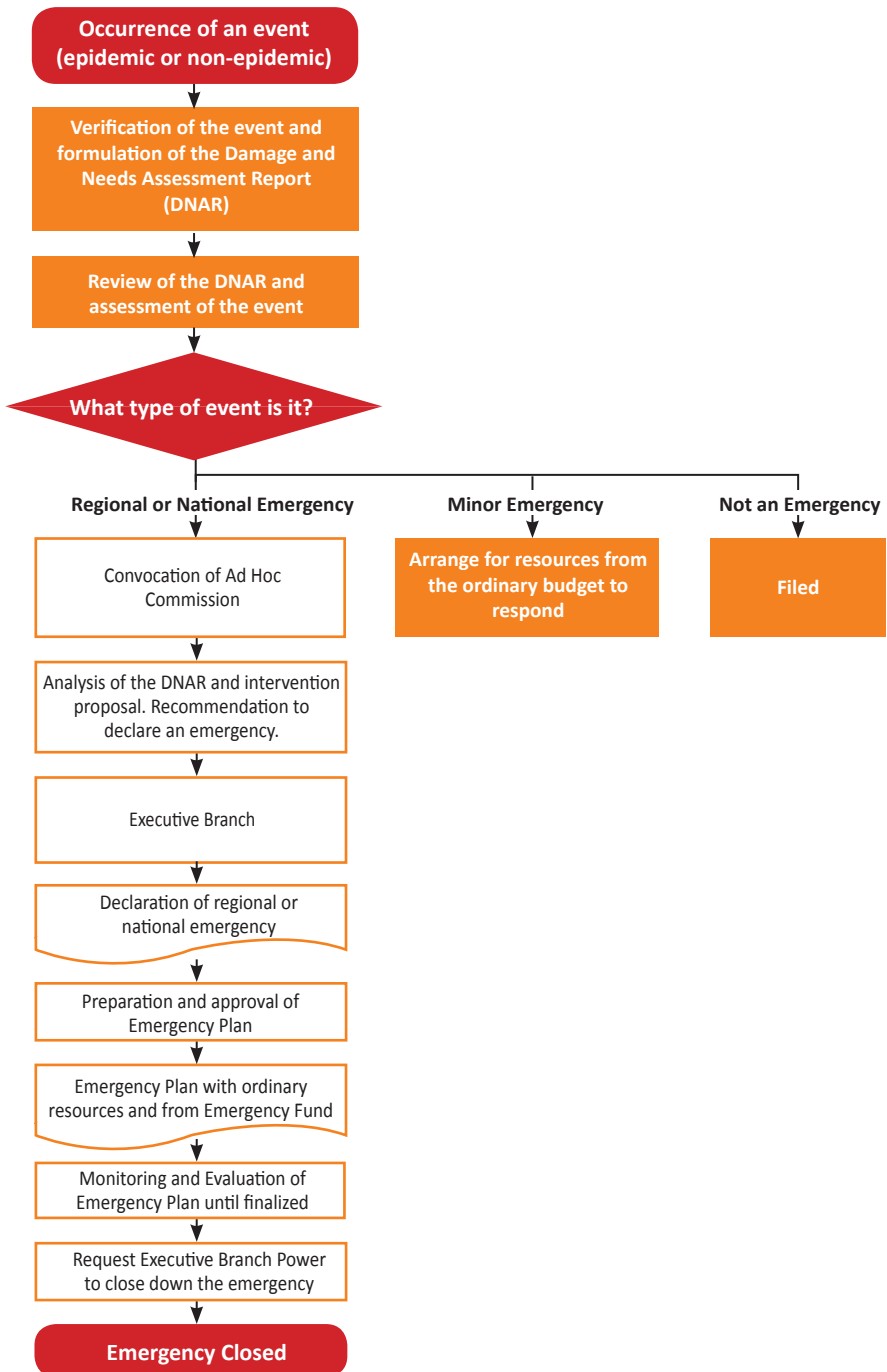 Occurrence of an event
(epidemic or non-epidemic)
Verification of the event and
formulation of the Damage and
Needs Assessment Report
(DNAR)
Review of the DNAR and
assessment of the event
What type of event is it?
Regional or National Emergency
Minor Emergency
Not an Emergency
Convocation of Ad Hoc
Commission
Arrange for resources from
the ordinary budget to
respond
Filed
Analysis of the DNAR and intervention
proposal. Recommendation to
declare an emergency.
Executive Branch
Declaration of regional or
national emergency
Preparation and approval of
Emergency Plan
Emergency Plan with ordinary
resources and from Emergency Fund
Monitoring and Evaluation of
Emergency Plan until finalized
Request Executive Branch Power
to close down the emergency
Emergency Closed